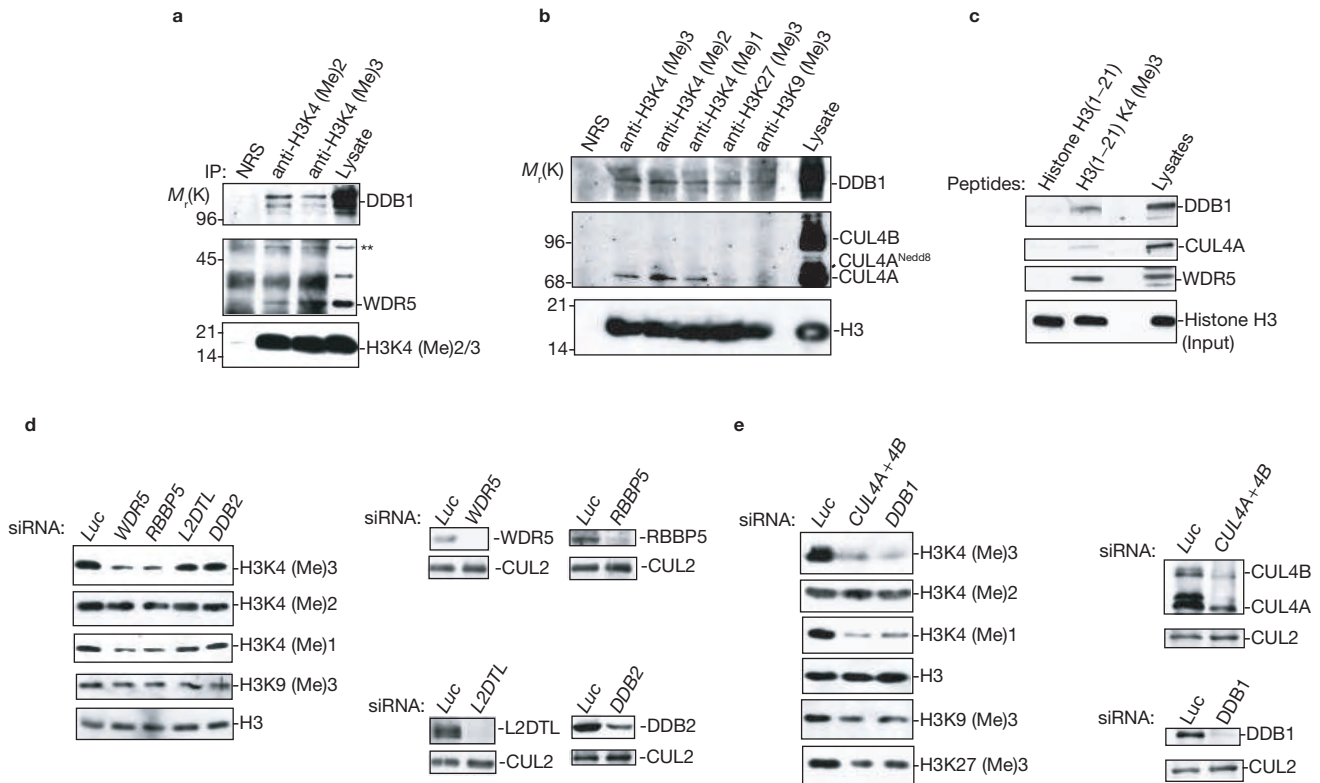 a
IP:
NRS
anti-H3K4 (Me)2
anti-H3K4 (Me)3
Lysate
Mr(K)
96-
-DDB1
45-
**
-WDR5
21-
14-
-H3K4 (Me)2/3
b
NRS
anti-H3K4 (Me)3
anti-H3K4 (Me)2
anti-H3K4 (Me)1
anti-H3K27 (Me)3
anti-H3K9 (Me)3
Lysate
Mr(K)
-DDB1
96-
-CUL4B
CUL4ANedd8
68-
-CUL4A
21-
14-
-H3
c
Peptides:
Histone H3(1–21)
H3(1–21) K4 (Me)3
Lysates
-DDB1
-CUL4A
-WDR5
-Histone H3
(Input)
d
siRNA:
Luc
WDR5
RBBP5
L2DTL
DDB2
-H3K4 (Me)3
-H3K4 (Me)2
-H3K4 (Me)1
-H3K9 (Me)3
-H3
siRNA:
Luc
WDR5
-WDR5
-CUL2
Luc
RBBP5
-RBBP5
-CUL2
siRNA:
Luc
L2DTL
-L2DTL
-CUL2
Luc
DDB2
-DDB2
-CUL2
e
siRNA:
Luc
CUL4A+4B
DDB1
-H3K4 (Me)3
-H3K4 (Me)2
-H3K4 (Me)1
-H3
-H3K9 (Me)3
-H3K27 (Me)3
siRNA:
Luc
CUL4A+4B
-CUL4B
-CUL4A
-CUL2
siRNA:
Luc
DDB1
-DDB1
-CUL2